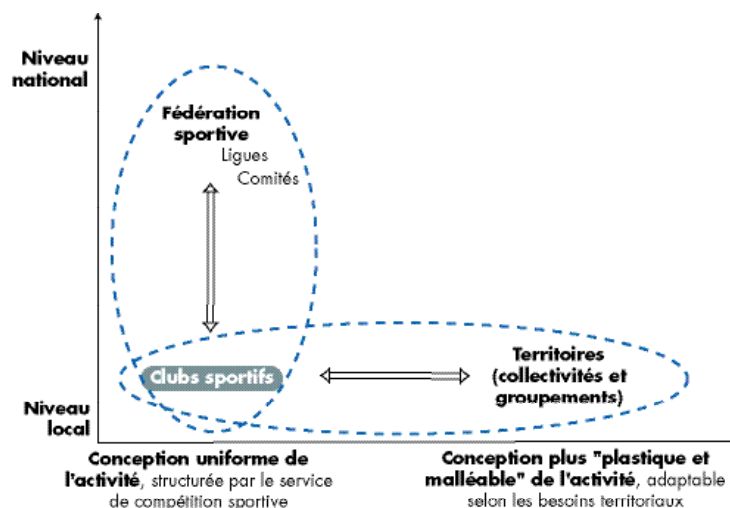 Niveau
national
Fédération
sportive
Ligues
Comités
Clubs sportifs
Territoires
(collectivités et
groupements)
Niveau
local
Conception uniforme de
l'activité, structurée par le service
de compétition sportive
Conception plus "plastique et
malléable" de l'activité, adaptable
selon les besoins territoriaux